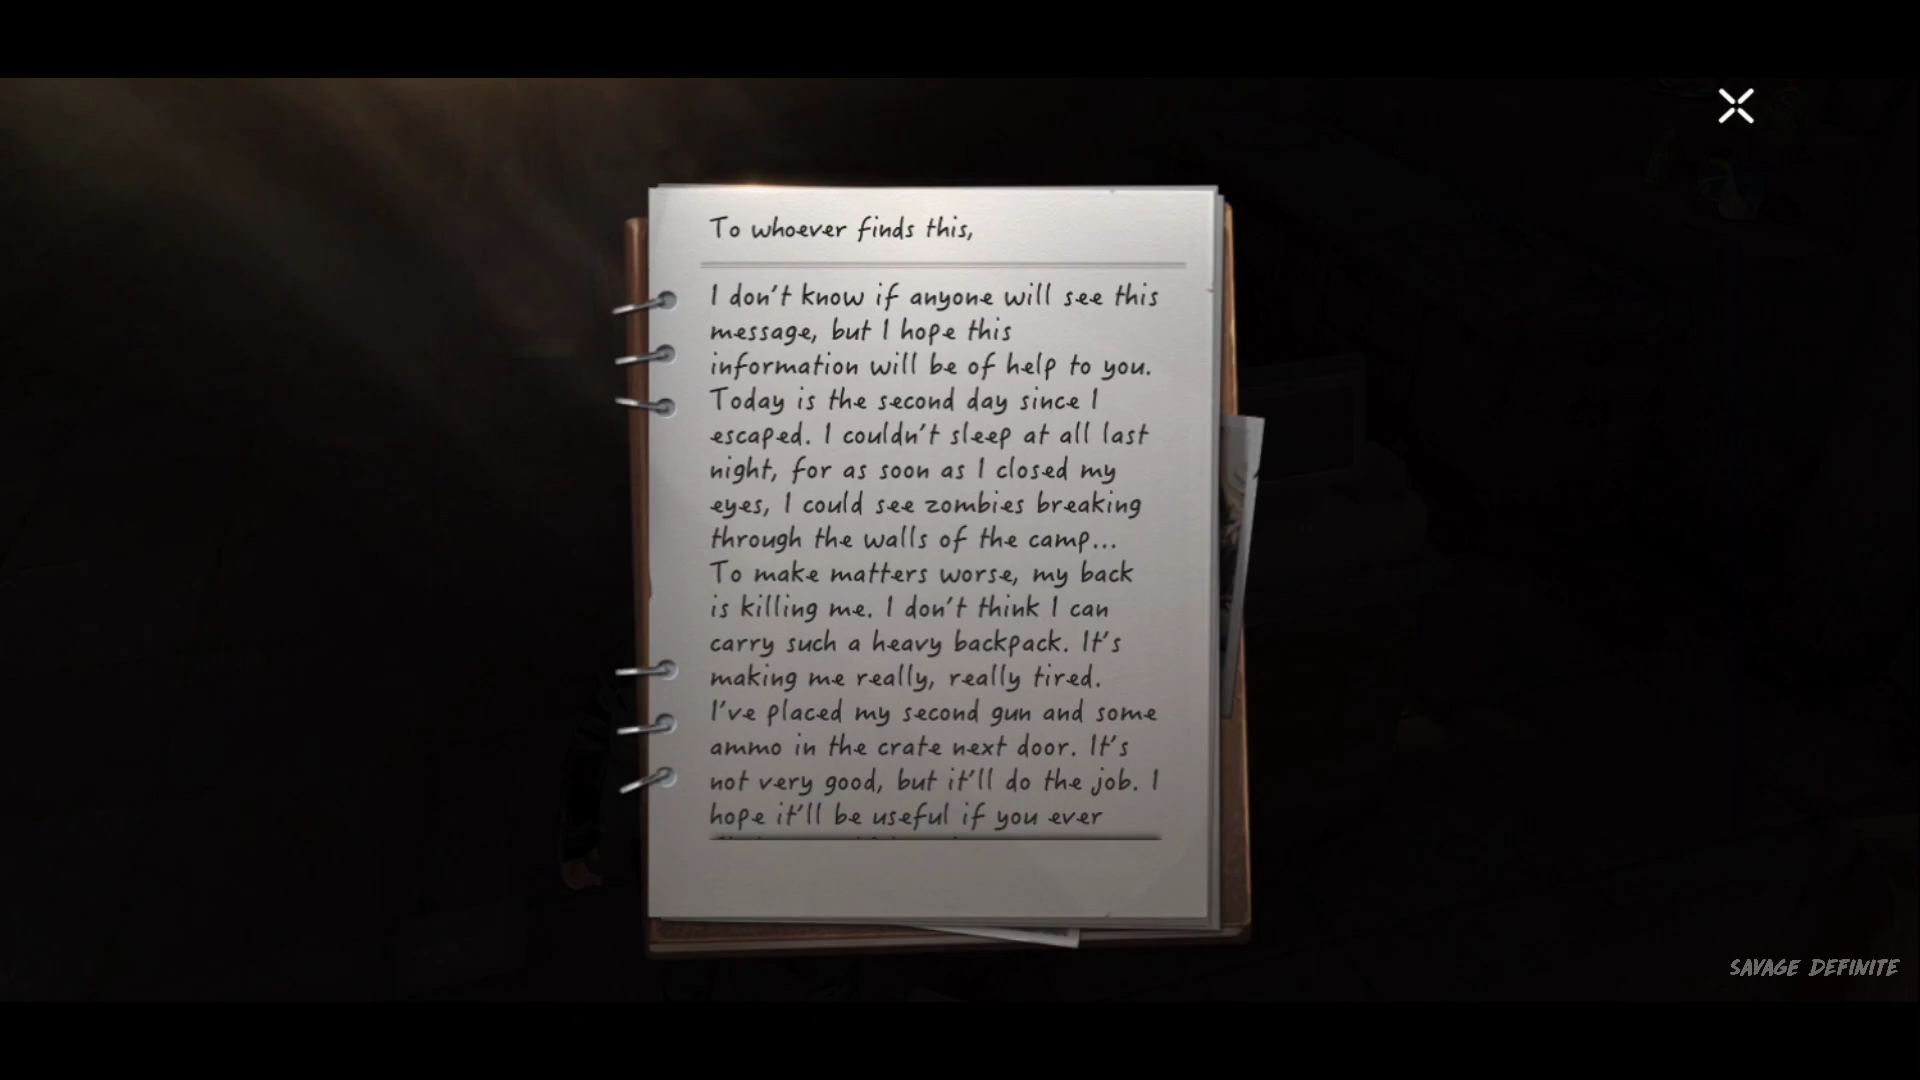 To whoever finds this,
I don't know if anyone will see this
message, but I hope this
information will be of help to you.
Today is the second day since I
escaped. I couldn't sleep at all last
night, for as soon as I closed my
eyes, I could see zombies breaking
through the walls of the camp...
To make matters worse, my back
is killing me. I don't think I can
carry such a heavy backpack. It's
making me really, really tired.
I've placed my second gun and some
ammo in the crate next door. It's
not very good, but it'll do the job. I
hope it'll be useful if you ever
SAVAGE DEFINITE